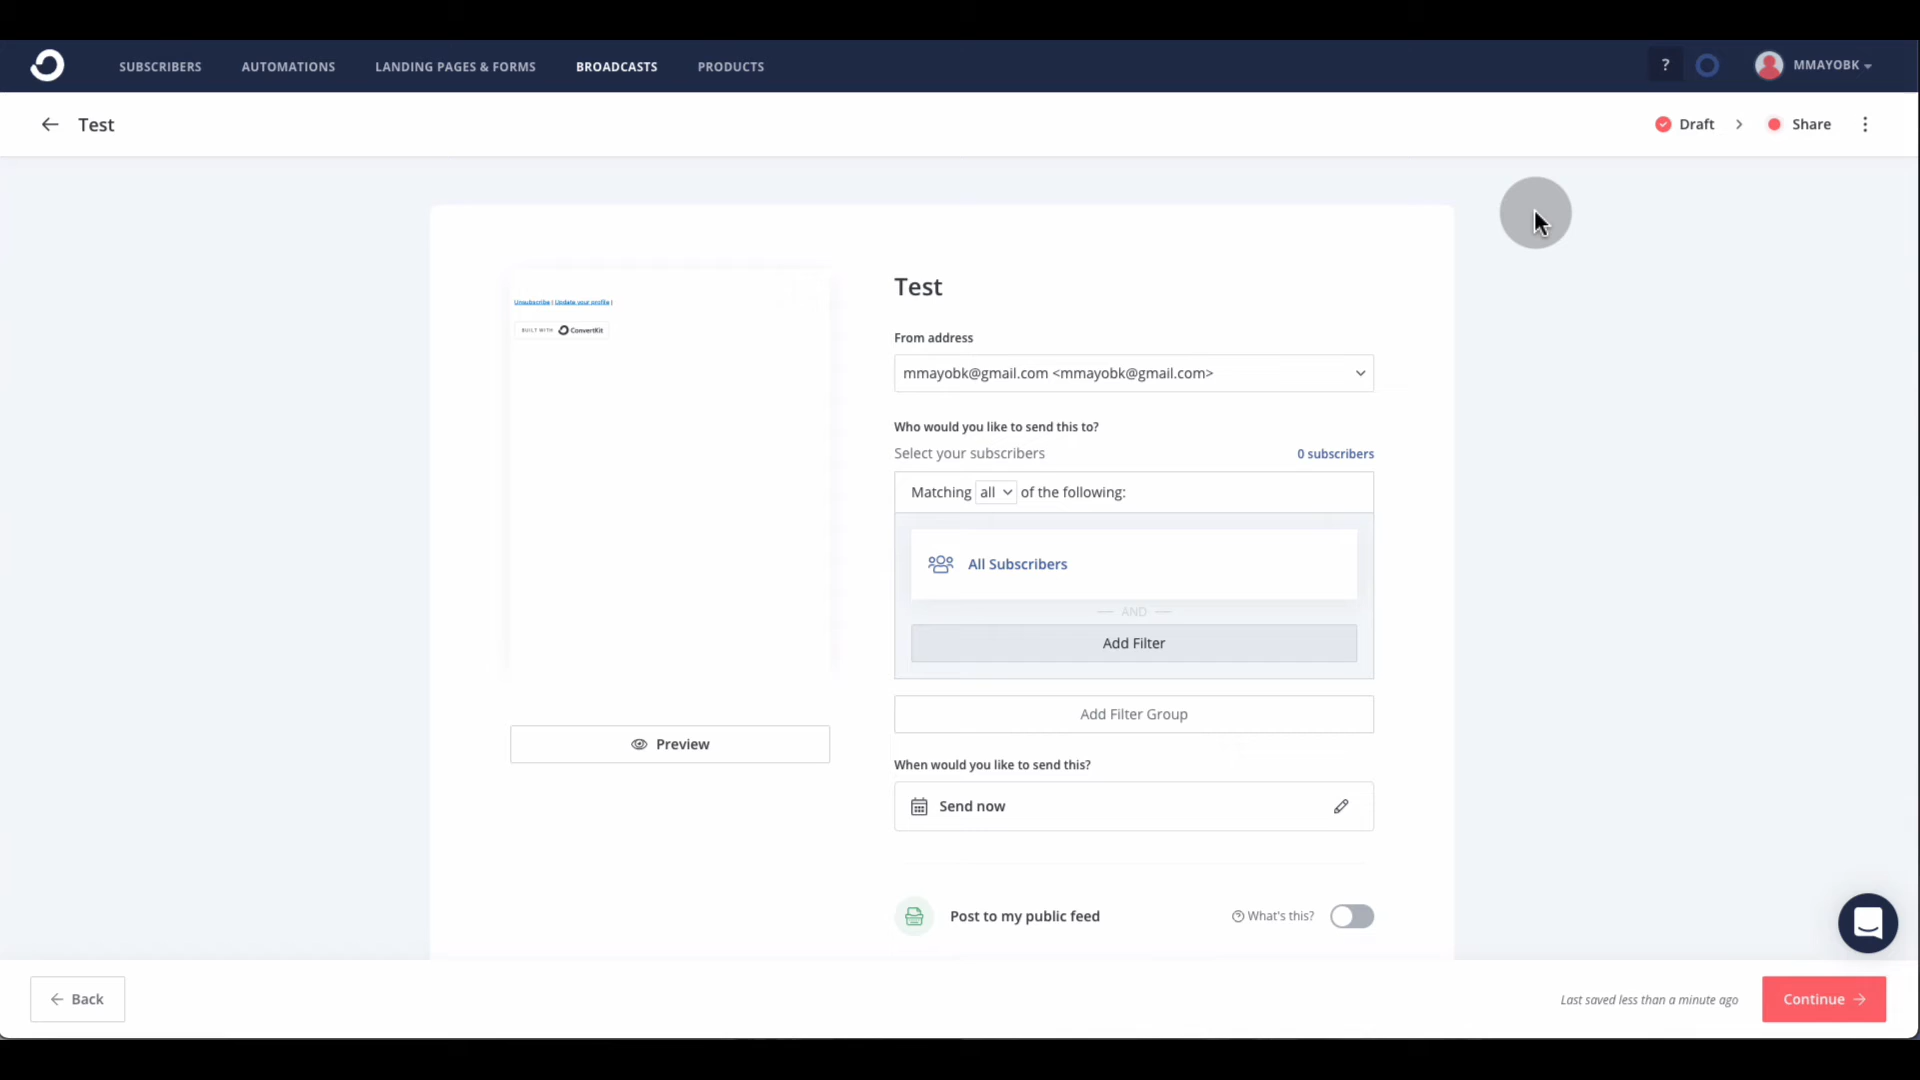 SUBSCRIBERS AUTOMATIONS LANDING PAGES & FORMS BROADCASTS PRODUCTS ? MMAYOBK
Test Draft Share
Unsubscribe | Update your profile |
BUILT WITH ConvertKit
Test
From address
mmayobk@gmail.com <mmayobk@gmail.com>
Who would you like to send this to?
Select your subscribers 0 subscribers
Matching all of the following:
All Subscribers
AND
Add Filter
Add Filter Group
Preview
When would you like to send this?
Send now
Post to my public feed What's this?
Back Last saved less than a minute ago Continue